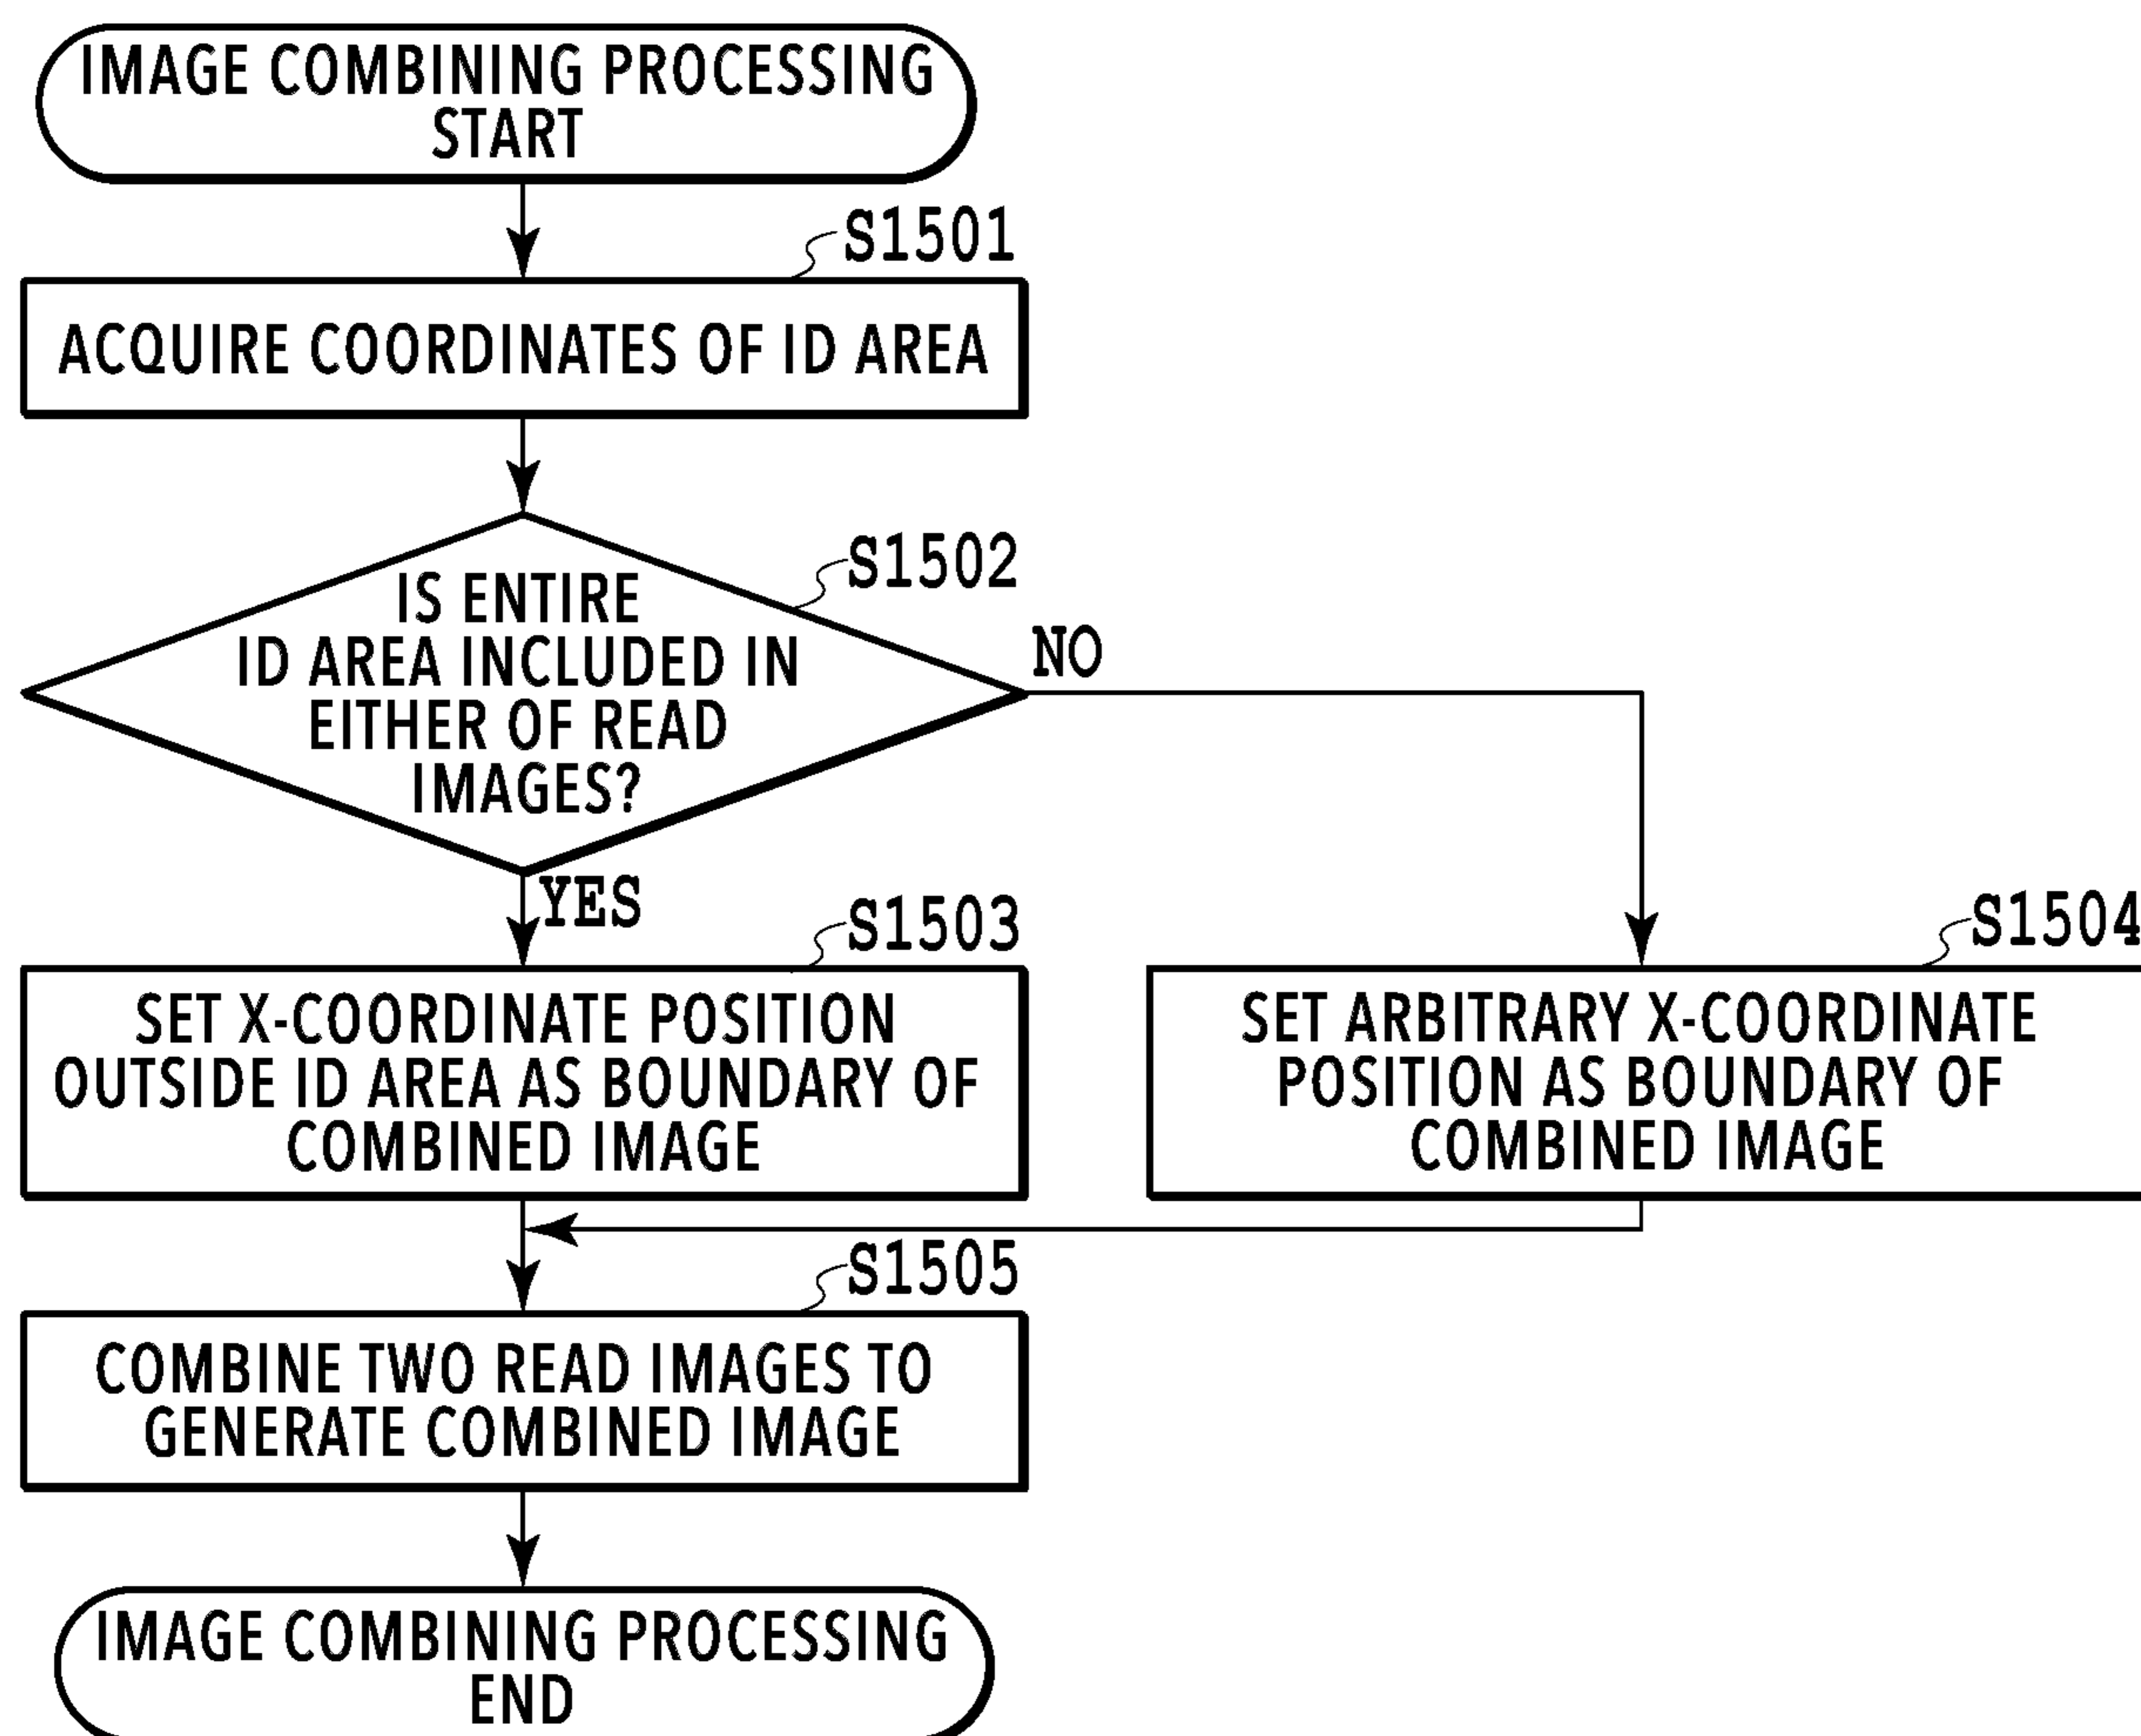 IMAGE COMBINING PROCESSING
START
S1501
ACQUIRE COORDINATES OF ID AREA
S1502
IS ENTIRE
ID AREA INCLUDED IN
EITHER OF READ
IMAGES?
NO
YES
S1503
SET X-COORDINATE POSITION
OUTSIDE ID AREA AS BOUNDARY OF
COMBINED IMAGE
S1504
SET ARBITRARY X-COORDINATE
POSITION AS BOUNDARY OF
COMBINED IMAGE
S1505
COMBINE TWO READ IMAGES TO
GENERATE COMBINED IMAGE
IMAGE COMBINING PROCESSING
END